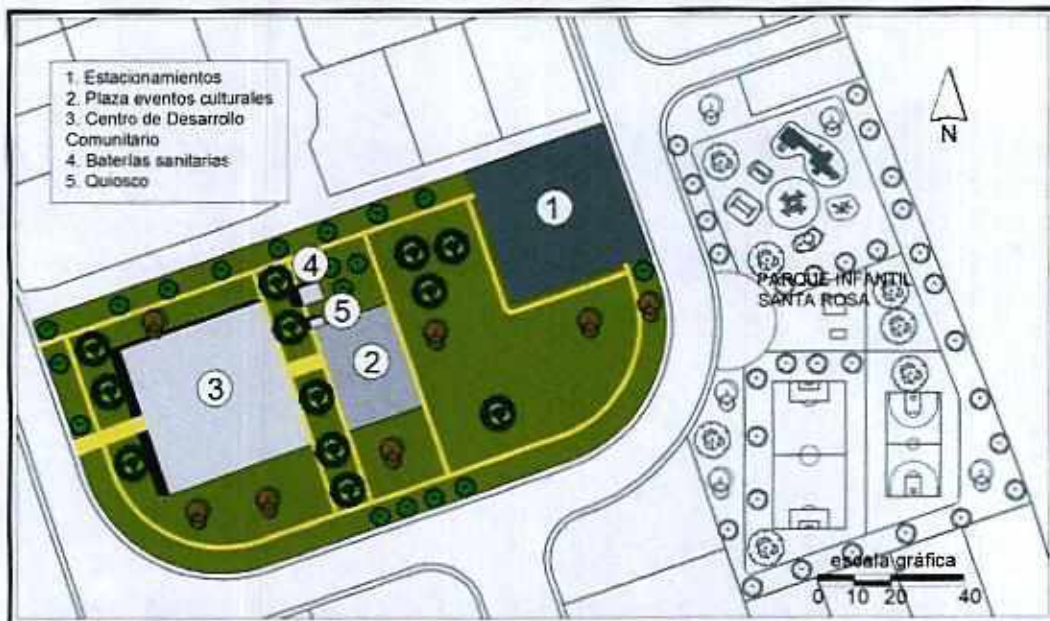 1. Estacionamientos
2. Plaza eventos culturales
3. Centro de Desarrollo
Comunitario
4. Baterías sanitarias
5. Quiosco
N
1
4
5
2
3
PARQUE INFANTIL
SANTA ROSA
escala gráfica
0 10 20 40